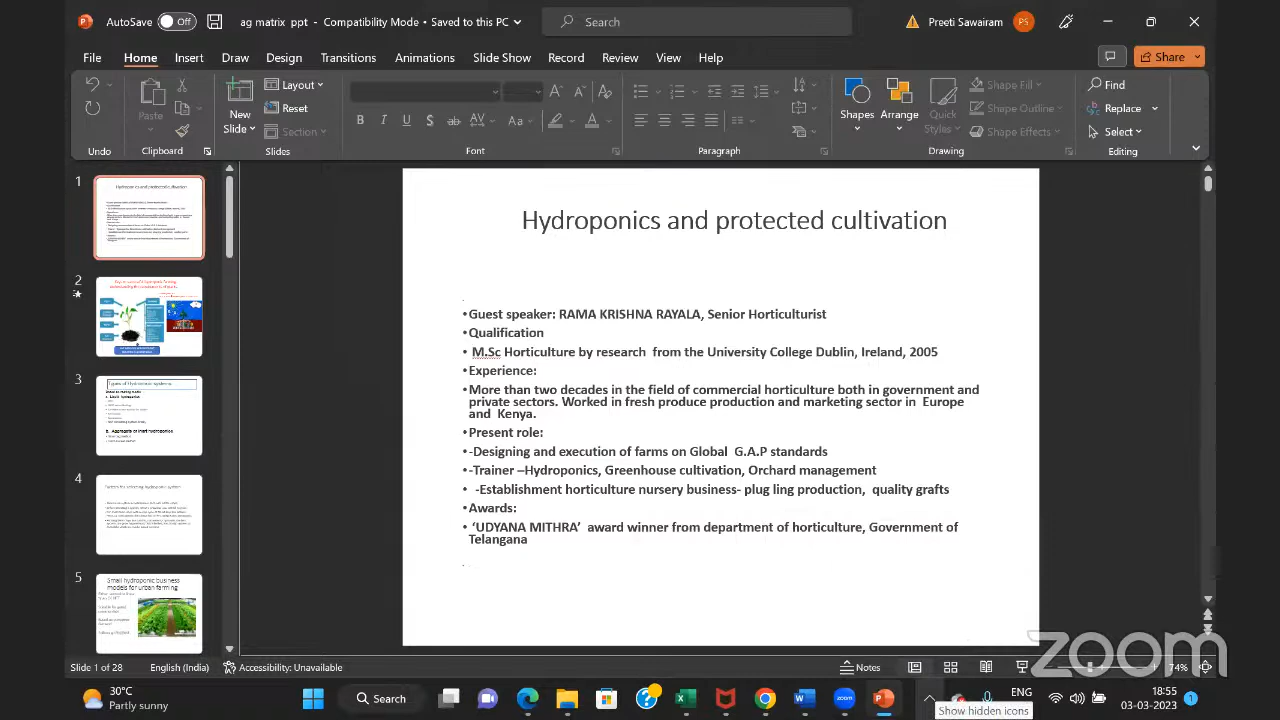 AutoSave Off ag matrix ppt - Compatibility Mode • Saved to this PC Search Preeti Sawairam PS
File Home Insert Draw Design Transitions Animations Slide Show Record Review View Help Share
Paste New Slide Layout Reset Section Shapes Arrange Quick Styles Shape Fill Shape Outline Shape Effects Find Replace Select
Undo Clipboard Slides Font Paragraph Drawing Editing
1
2
3
Types of Hydroponic systems
4
5
Small hydroponic business
models for urban farming
Hydroponics and protected cultivation
•Guest speaker: RAMA KRISHNA RAYALA, Senior Horticulturist
•Qualification
• M.Sc Horticulture by research from the University College Dublin, Ireland, 2005
•Experience:
•More than two decades in the field of commercial horticulture both in government and
private sectors. Worked in fresh produce production and marketing sector in Europe
and Kenya.
•Present role:
•-Designing and execution of farms on Global G.A.P standards
•-Trainer –Hydroponics, Greenhouse cultivation, Orchard management
• -Establishment horticulture nursery business- plug ling production, quality grafts
•Awards:
• ‘UDYANA MITHRA’ award winner from department of horticulture, Government of
Telangana
zoom
Slide 1 of 28 English (India) Accessibility: Unavailable Notes 74%
30°C
Partly sunny
Search
zoom
ENG
IN
18:55
03-03-2023
1
Show hidden icons